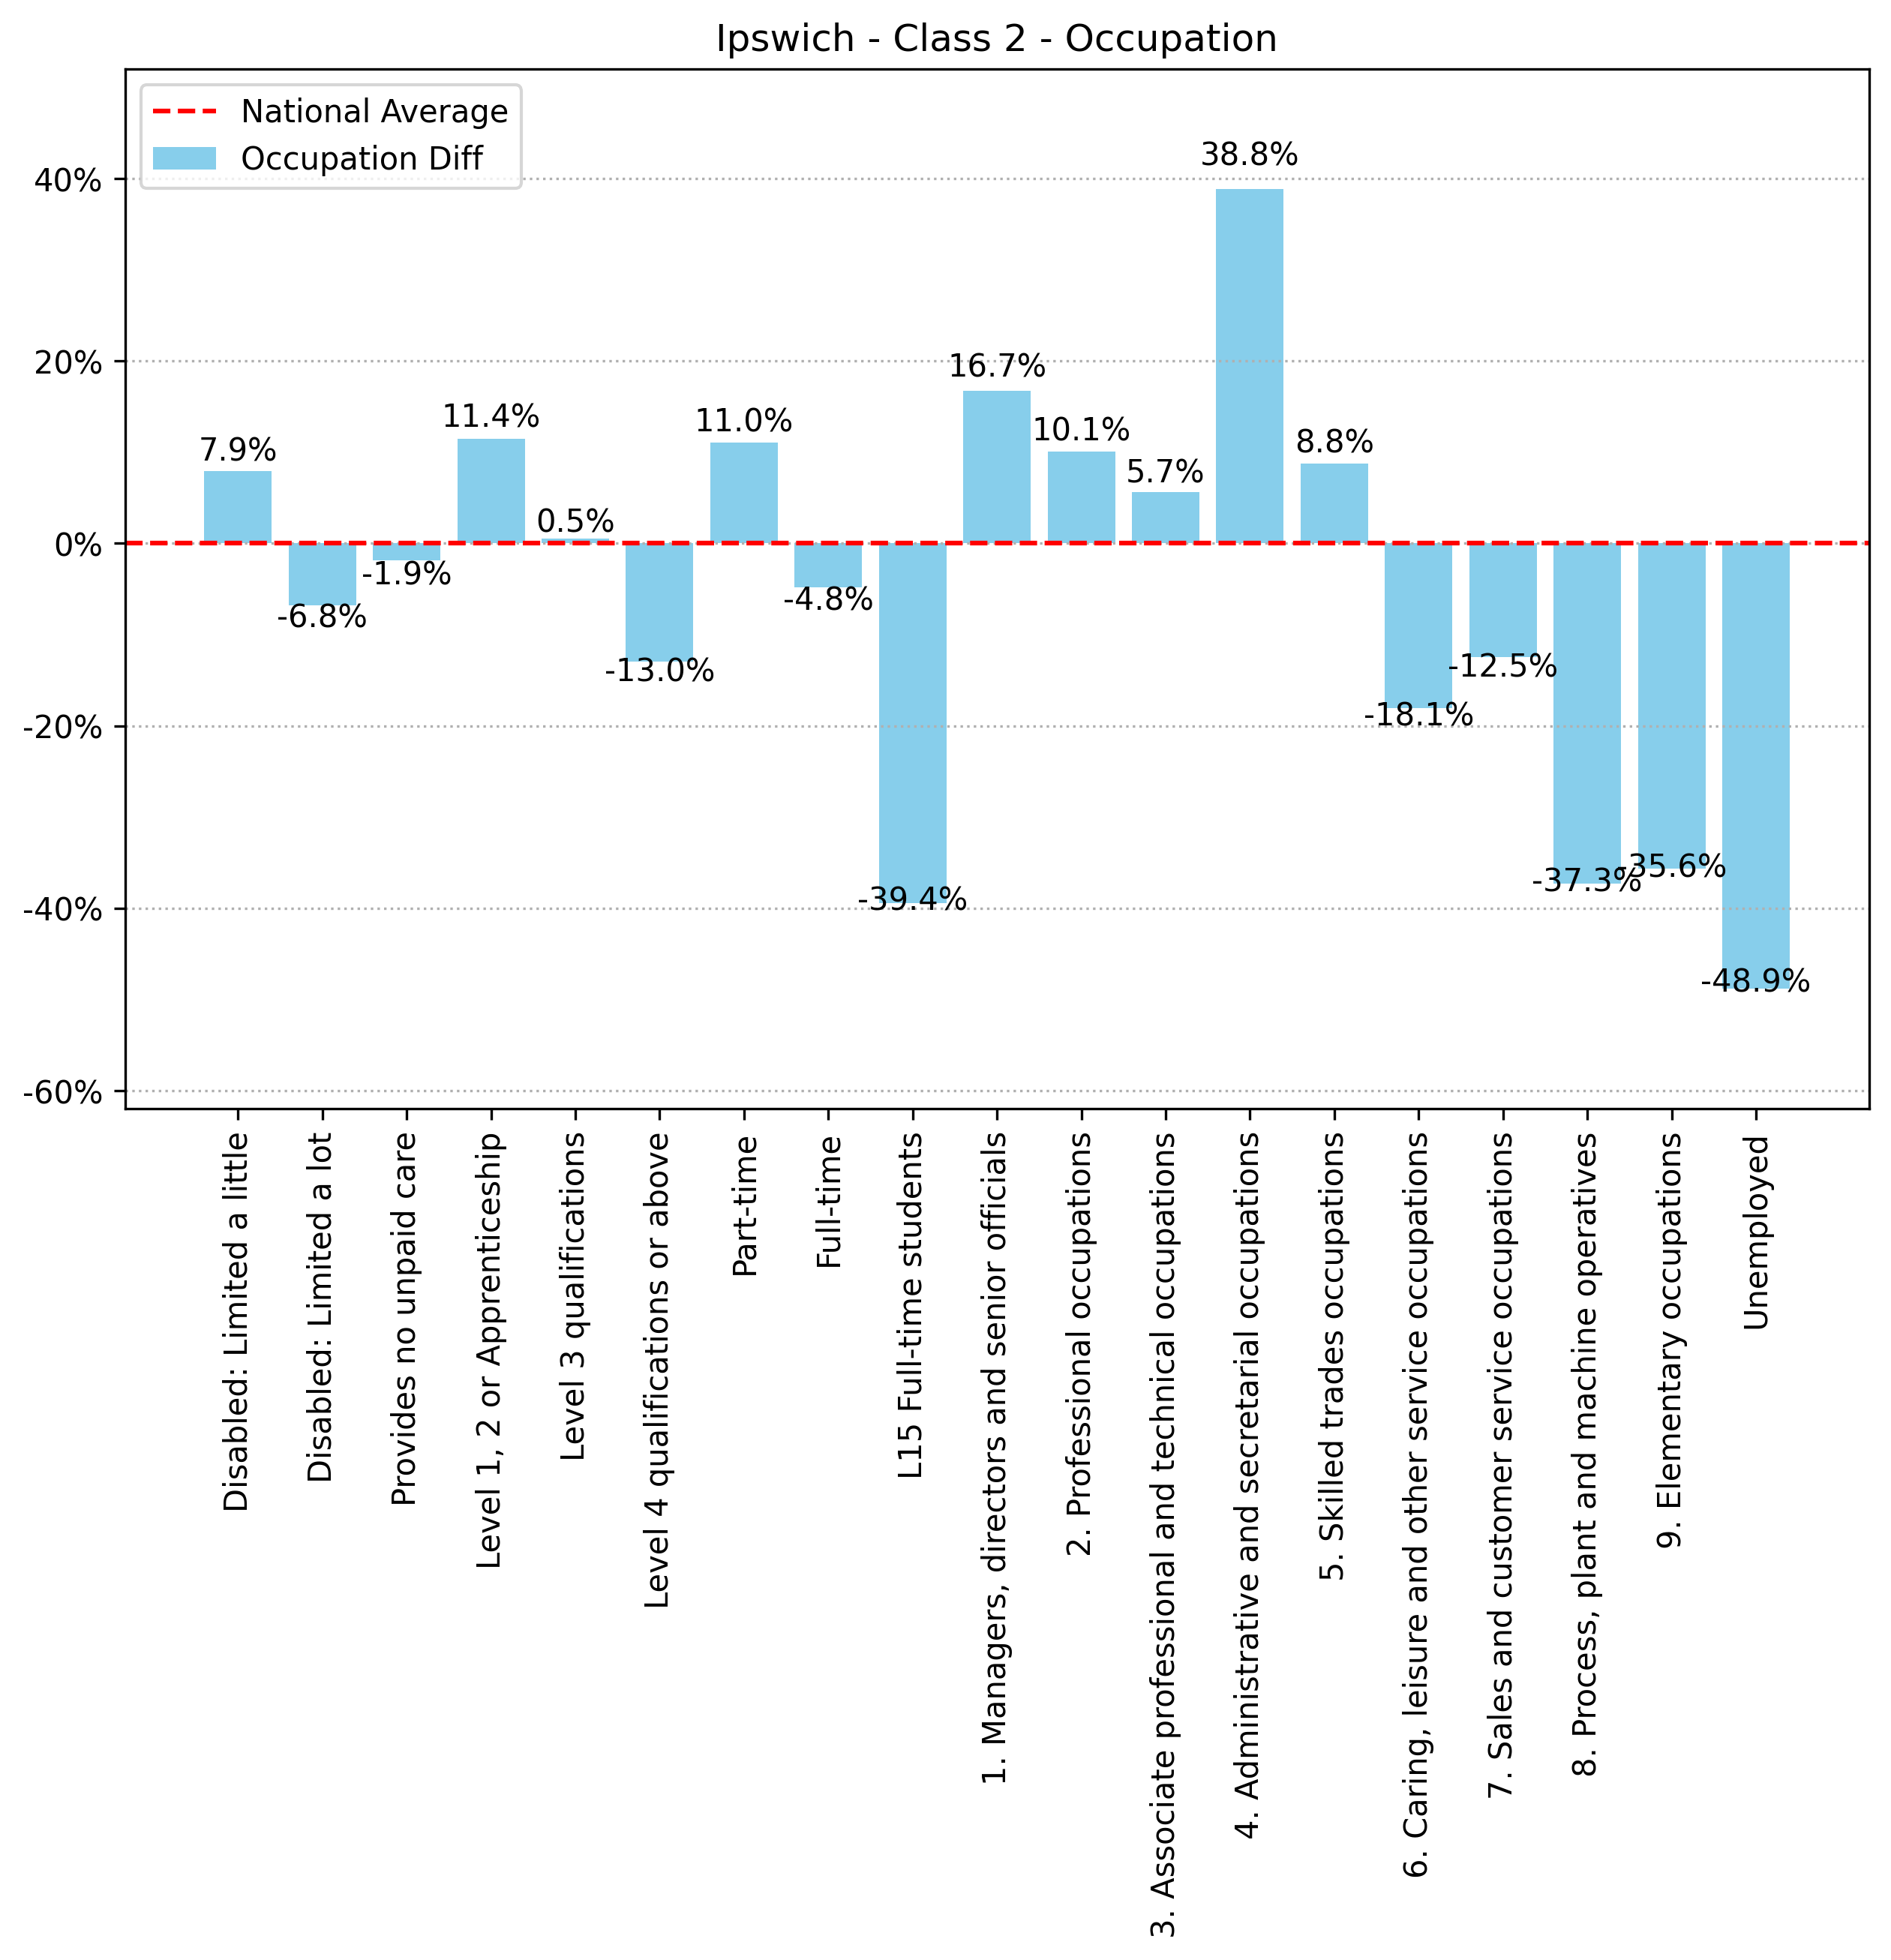 Ipswich - Class 2 - Occupation
National Average
Occupation Diff
40%
20%
0%
-20%
-40%
-60%
7.9%
-6.8%
-1.9%
11.4%
0.5%
-13.0%
11.0%
-4.8%
-39.4%
16.7%
10.1%
5.7%
38.8%
8.8%
-18.1%
-12.5%
-37.3%
-35.6%
-48.9%
Disabled: Limited a little
Disabled: Limited a lot
Provides no unpaid care
Level 1, 2 or Apprenticeship
Level 3 qualifications
Level 4 qualifications or above
Part-time
Full-time
L15 Full-time students
1. Managers, directors and senior officials
2. Professional occupations
3. Associate professional and technical occupations
4. Administrative and secretarial occupations
5. Skilled trades occupations
6. Caring, leisure and other service occupations
7. Sales and customer service occupations
8. Process, plant and machine operatives
9. Elementary occupations
Unemployed